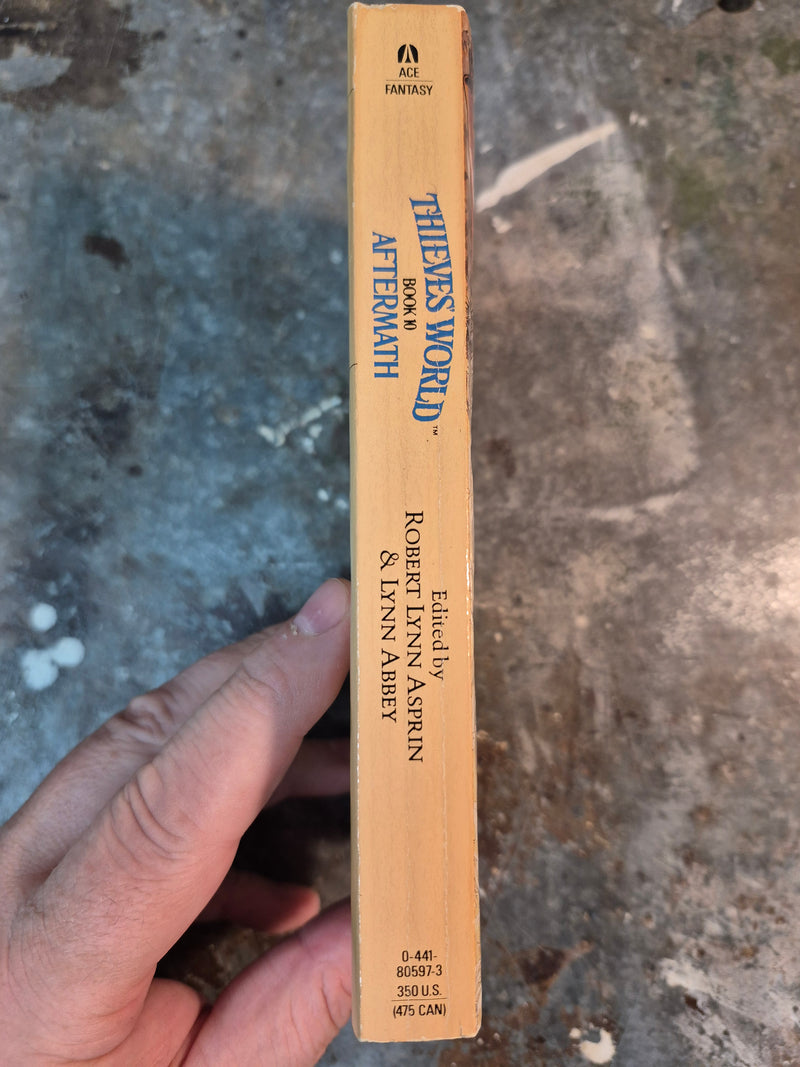 ACE
FANTASY
THIEVES' WORLD™
BOOK 10
AFTERMATH
Edited by
ROBERT LYNN ASPRIN
& LYNN ABBEY
0-441-
80597-3
350 U.S.
(475 CAN)